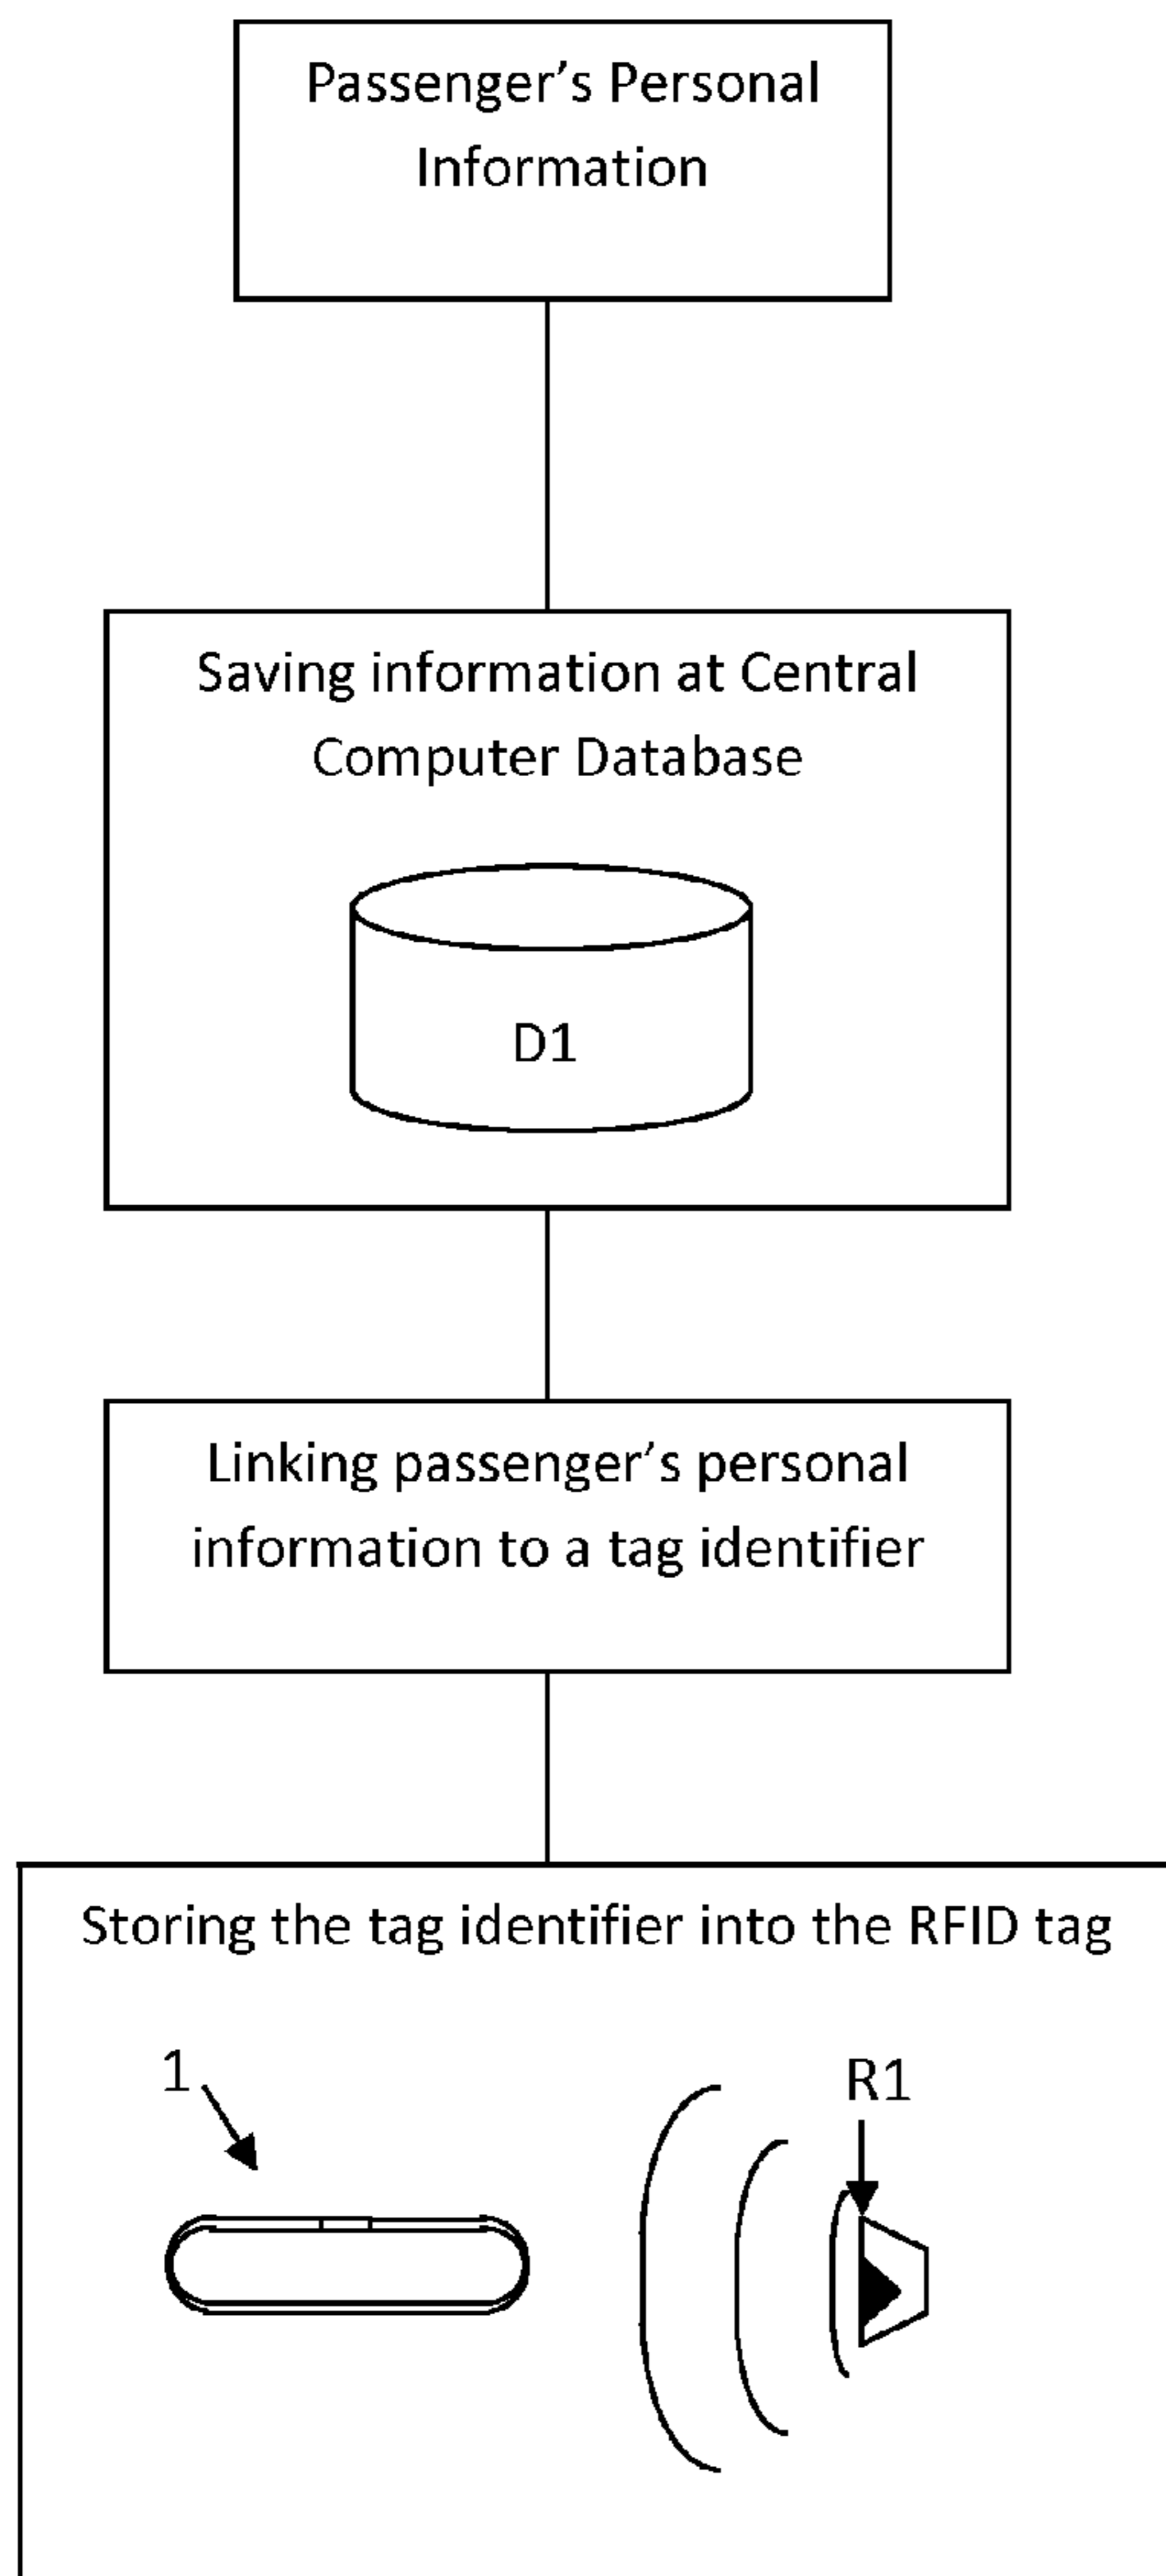 Passenger’s Personal
Information
Saving information at Central
Computer Database
D1
Linking passenger’s personal
information to a tag identifier
Storing the tag identifier into the RFID tag
1
R1